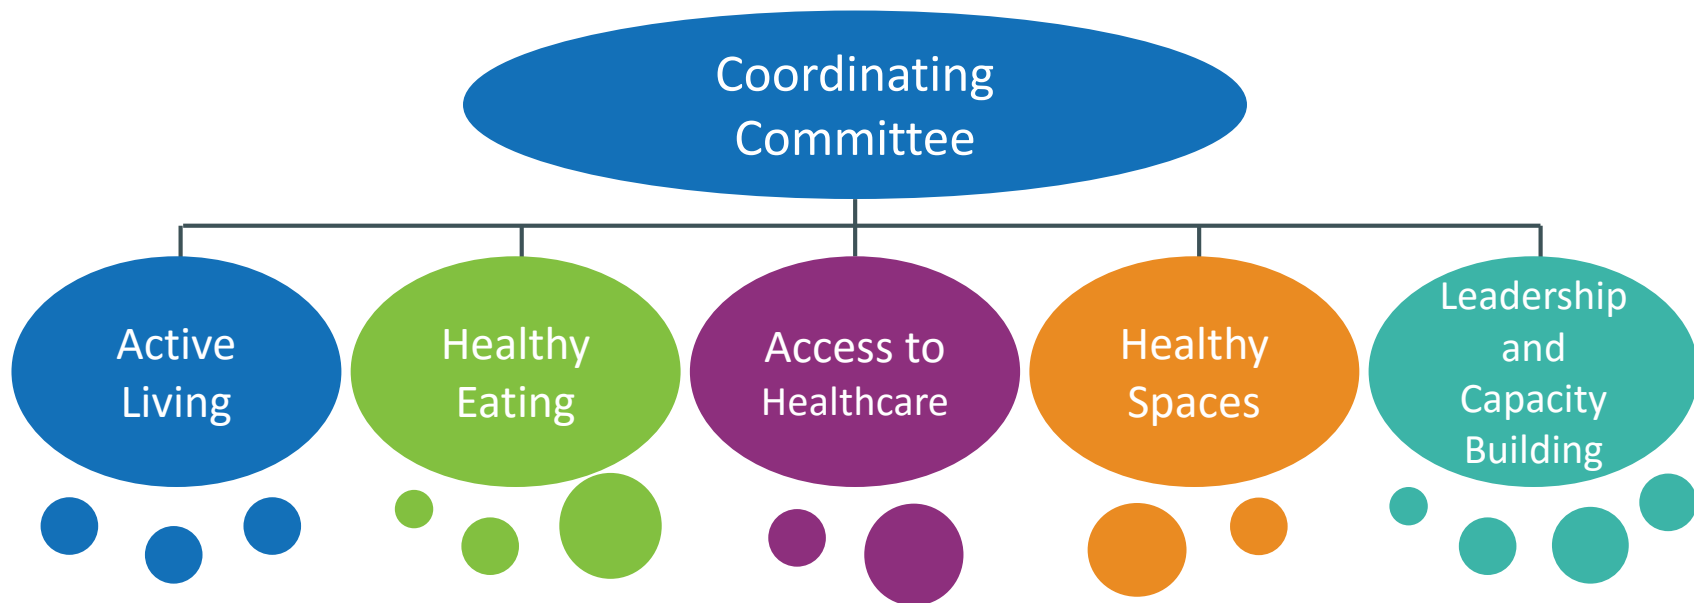 Coordinating
Committee
Active
Living
Healthy
Eating
Access to
Healthcare
Healthy
Spaces
Leadership
and
Capacity
Building